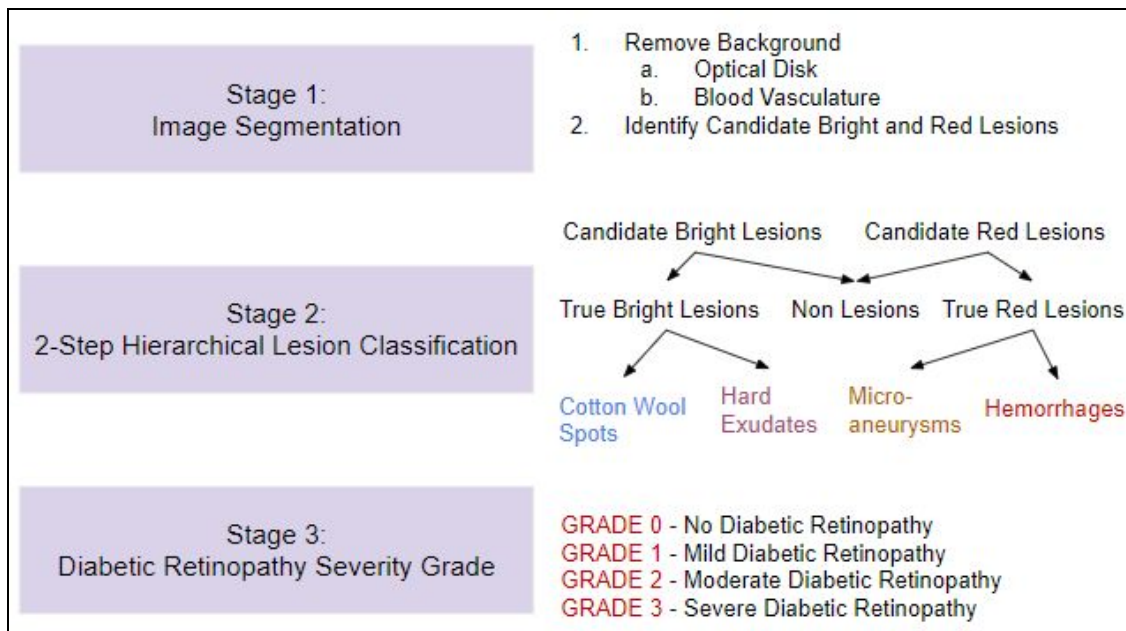 Stage 1:
Image Segmentation
1. Remove Background
a. Optical Disk
b. Blood Vasculature
2. Identify Candidate Bright and Red Lesions
Stage 2:
2-Step Hierarchical Lesion Classification
Candidate Bright Lesions Candidate Red Lesions
True Bright Lesions Non Lesions True Red Lesions
Cotton Wool
Spots
Hard
Exudates
Micro-
aneurysms
Hemorrhages
Stage 3:
Diabetic Retinopathy Severity Grade
GRADE 0 - No Diabetic Retinopathy
GRADE 1 - Mild Diabetic Retinopathy
GRADE 2 - Moderate Diabetic Retinopathy
GRADE 3 - Severe Diabetic Retinopathy